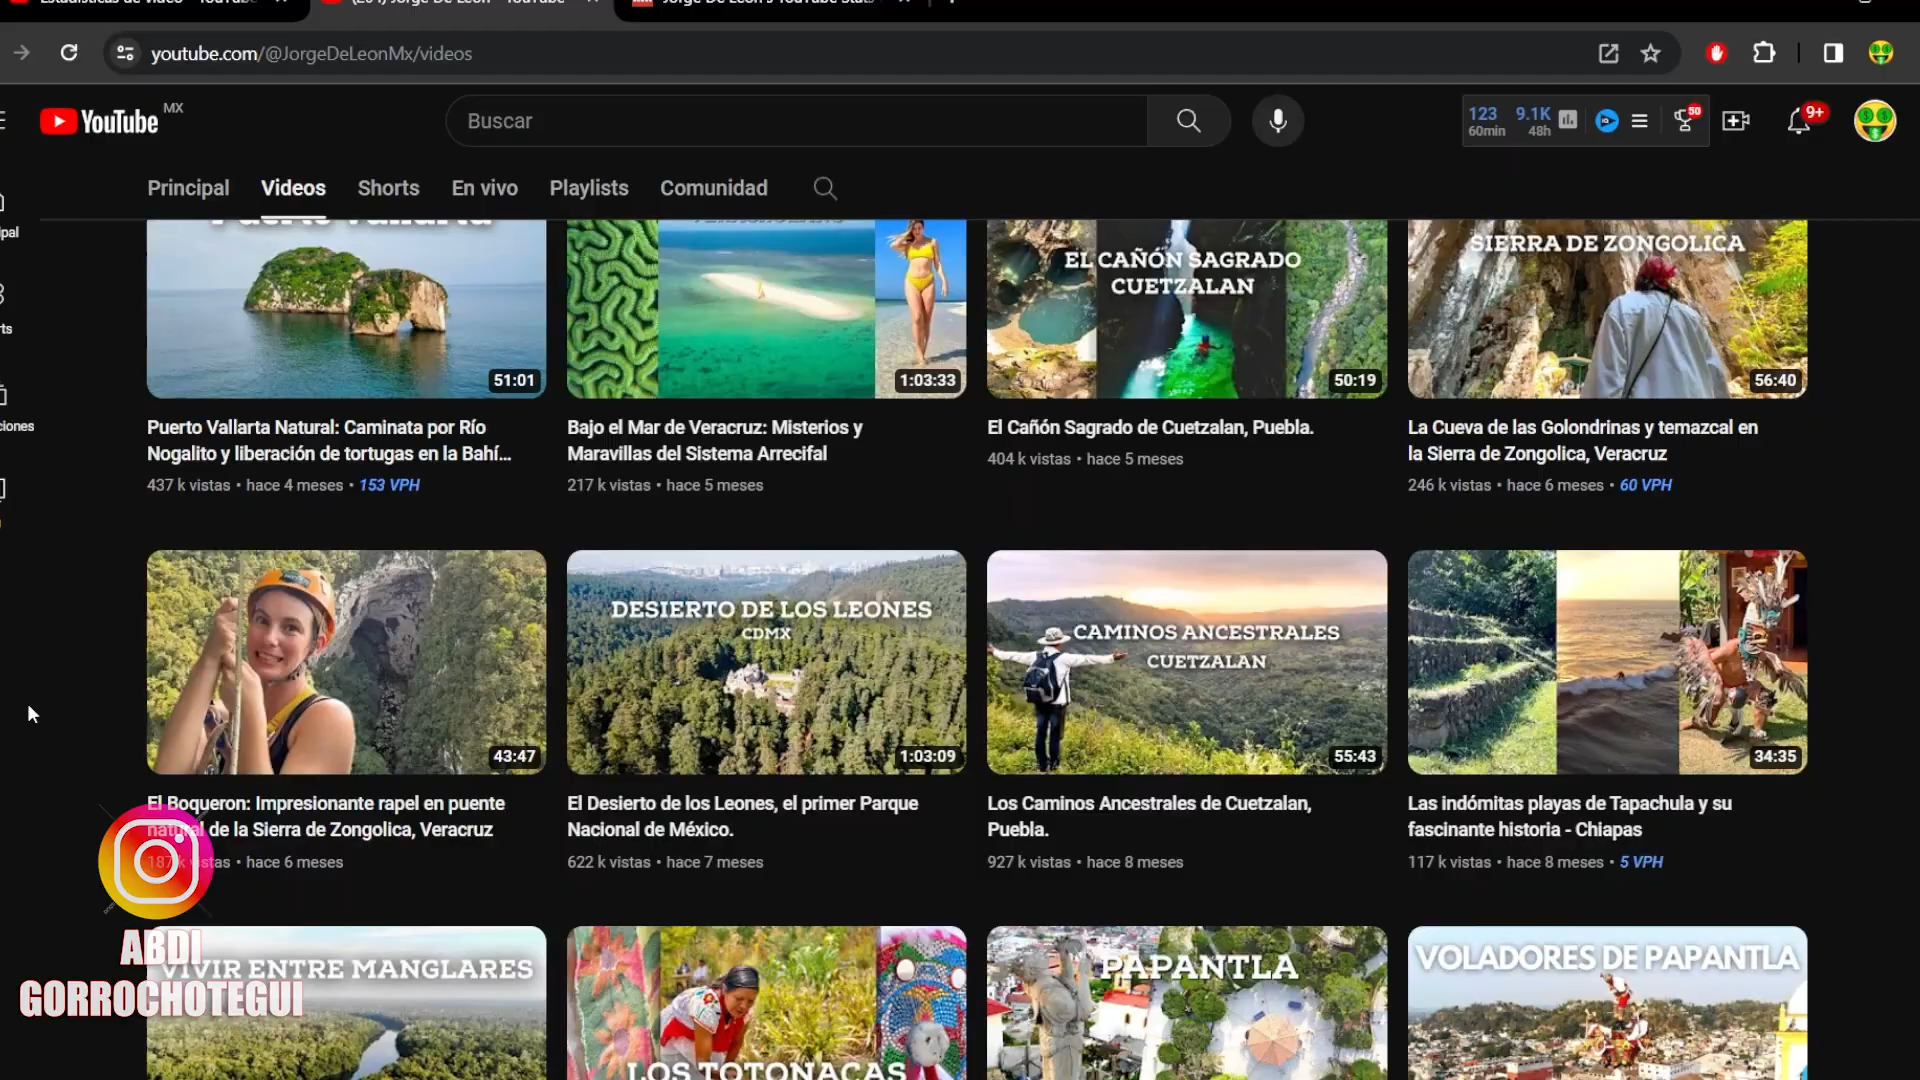 youtube.com/@JorgeDeLeonMx/videos
YouTube MX
Buscar
123
60min
9.1K
48h
50
9+
Principal
Videos
Shorts
En vivo
Playlists
Comunidad
51:01
1:03:33
EL CAÑÓN SAGRADO
CUETZALAN
50:19
SIERRA DE ZONGOLICA
56:40
Puerto Vallarta Natural: Caminata por Río
Nogalito y liberación de tortugas en la Bahí...
437 k vistas • hace 4 meses • 153 VPH
Bajo el Mar de Veracruz: Misterios y
Maravillas del Sistema Arrecifal
217 k vistas • hace 5 meses
El Cañón Sagrado de Cuetzalan, Puebla.
404 k vistas • hace 5 meses
La Cueva de las Golondrinas y temazcal en
la Sierra de Zongolica, Veracruz
246 k vistas • hace 6 meses • 60 VPH
43:47
DESIERTO DE LOS LEONES
CDMX
1:03:09
CAMINOS ANCESTRALES
CUETZALAN
55:43
34:35
El Boqueron: Impresionante rapel en puente
natural de la Sierra de Zongolica, Veracruz
187 k vistas • hace 6 meses
El Desierto de los Leones, el primer Parque
Nacional de México.
622 k vistas • hace 7 meses
Los Caminos Ancestrales de Cuetzalan,
Puebla.
927 k vistas • hace 8 meses
Las indómitas playas de Tapachula y su
fascinante historia - Chiapas
117 k vistas • hace 8 meses • 5 VPH
VIVIR ENTRE MANGLARES
LOS TOTONACAS
PAPANTLA
VOLADORES DE PAPANTLA
ABDI
GORROCHOTEGUI